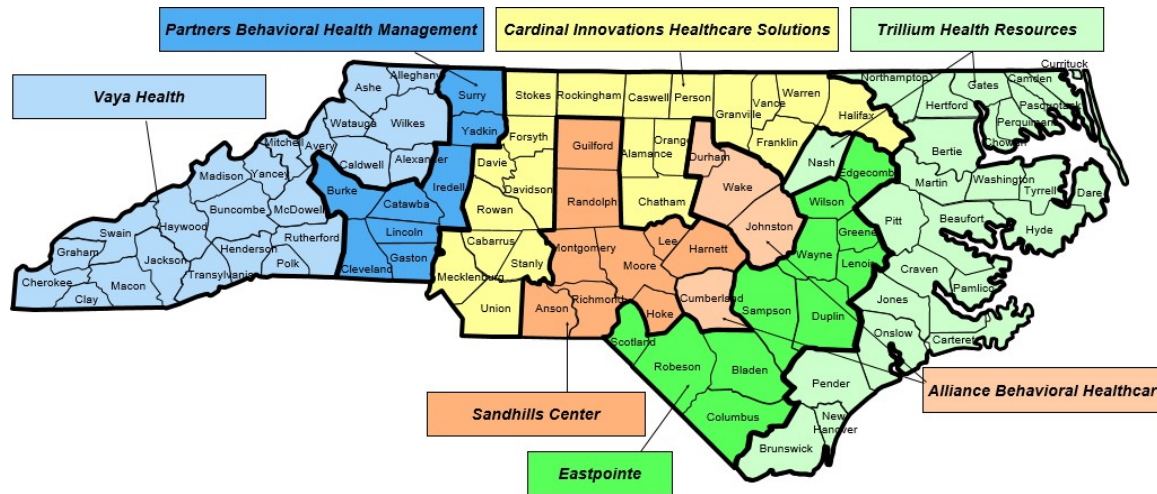 Partners Behavioral Health Management
Cardinal Innovations Healthcare Solutions
Trillium Health Resources
Vaya Health
Currituck
Alleghany
Northampton
Camden
Gates
Ashe
Surry
Stokes
Rockingham
Caswell
Person
Warren
Vance
Granville
Hertford
Pasquotank
Halifax
Perquiman
Watauga
Wilkes
Yadkin
Forsyth
Orange
Franklin
Chowan
Mitchell
Avery
Guilford
Alamance
Durham
Nash
Bertie
Caldwell
Alexander
Davie
Edgecomb
Madison
Yancey
Iredell
Davidson
Wake
Martin
Washington
Tyrrell
Dare
Burke
Catawba
Randolph
Chatham
Wilson
Buncombe
McDowell
Rowan
Pitt
Beaufort
Haywood
Lincoln
Johnston
Greene
Hyde
Swain
Rutherford
Cabarrus
Montgomery
Lee
Harnett
Wayne
Graham
Jackson
Henderson
Gaston
Stanly
Moore
Lenoir
Craven
Polk
Cleveland
Mecklenburg
Cherokee
Macon
Transylvania
Pamlico
Clay
Union
Anson
Richmond
Hoke
Cumberland
Sampson
Duplin
Jones
Scotland
Onslow
Carteret
Robeson
Bladen
Pender
Alliance Behavioral Healthcar
Sandhills Center
Columbus
New
Hanover
Brunswick
Eastpointe